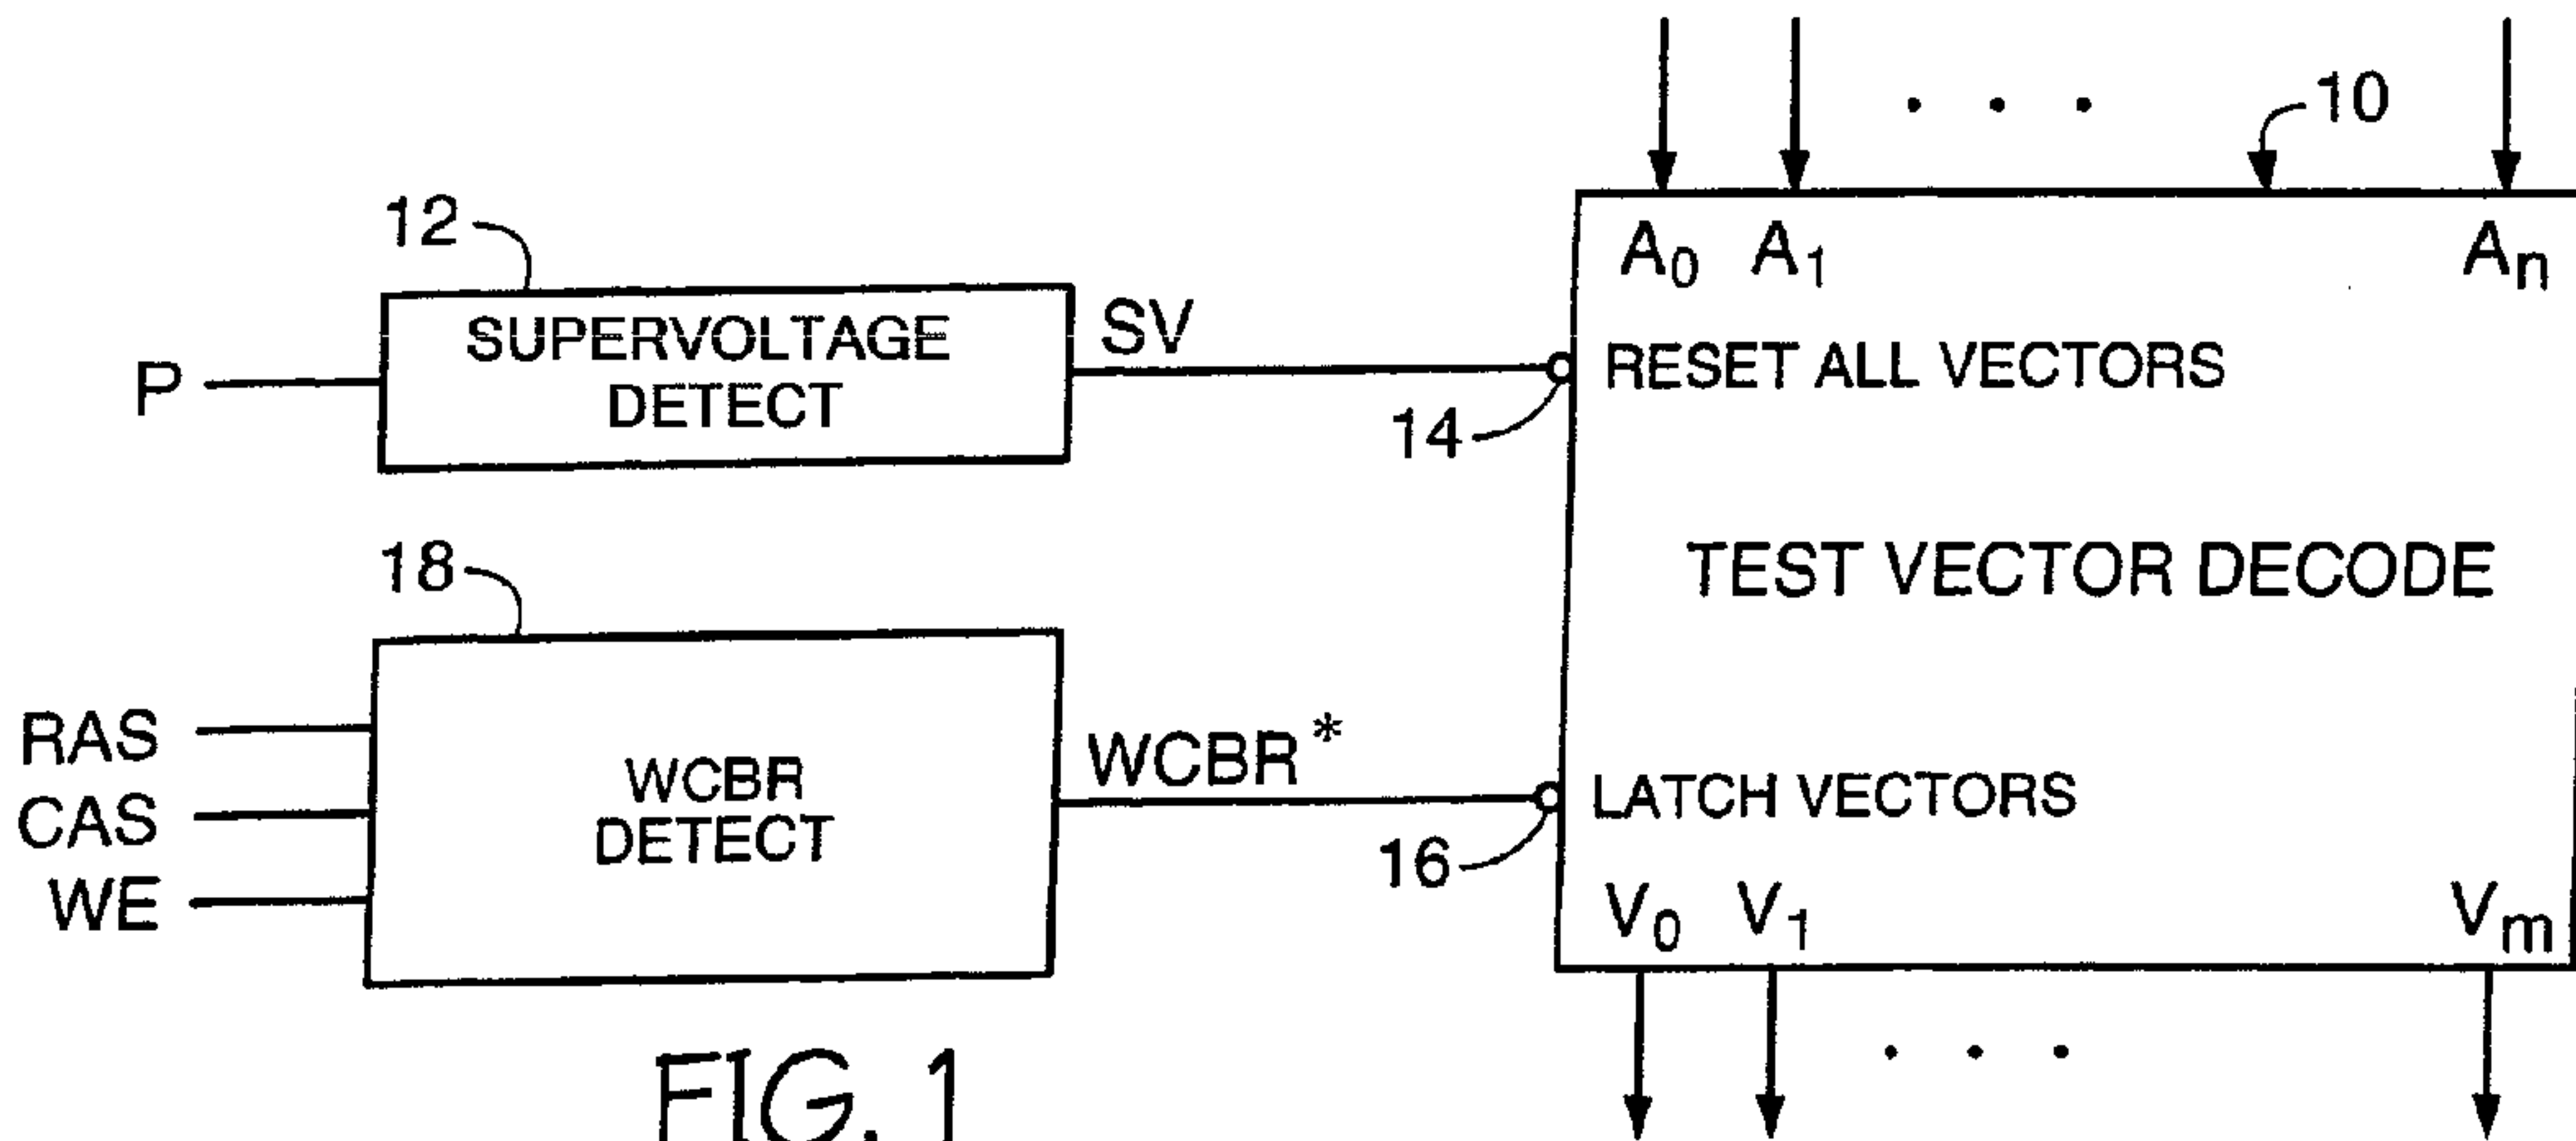 10
A0 A1 An
12
SUPERVOLTAGE
DETECT
P
SV
RESET ALL VECTORS
14
TEST VECTOR DECODE
18
RAS
CAS
WE
WCBR
DETECT
WCBR*
LATCH VECTORS
16
V0 V1 Vm
FIG. 1